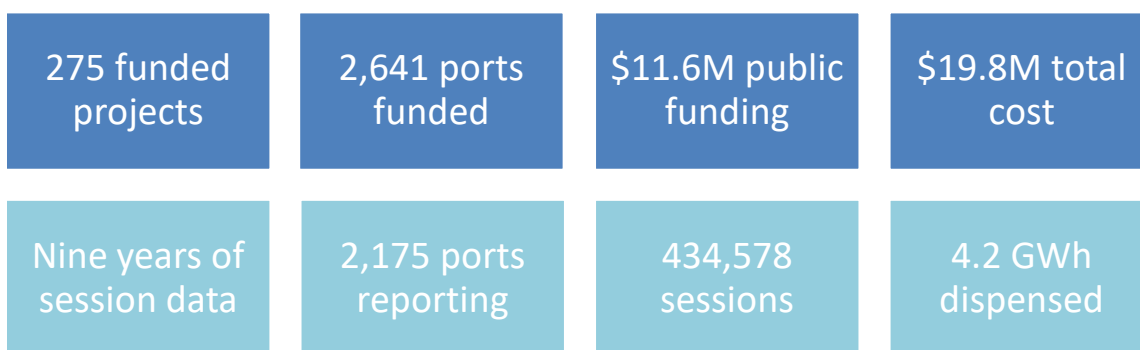 275 funded
projects
2,641 ports
funded
$11.6M public
funding
$19.8M total
cost
Nine years of
session data
2,175 ports
reporting
434,578
sessions
4.2 GWh
dispensed